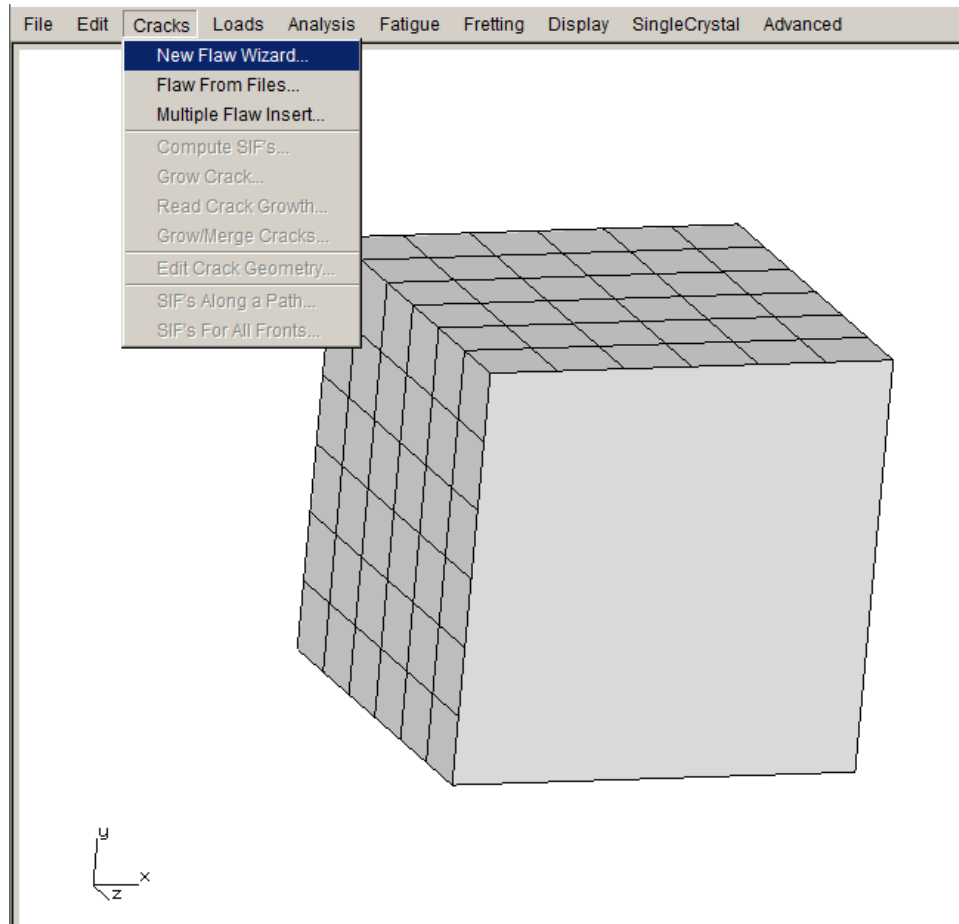 File Edit Cracks Loads Analysis Fatigue Fretting Display SingleCrystal Advanced
New Flaw Wizard...
Flaw From Files...
Multiple Flaw Insert...
Compute SIF's...
Grow Crack...
Read Crack Growth...
Grow/Merge Cracks...
Edit Crack Geometry...
SIF's Along a Path...
SIF's For All Fronts...
y
x
z